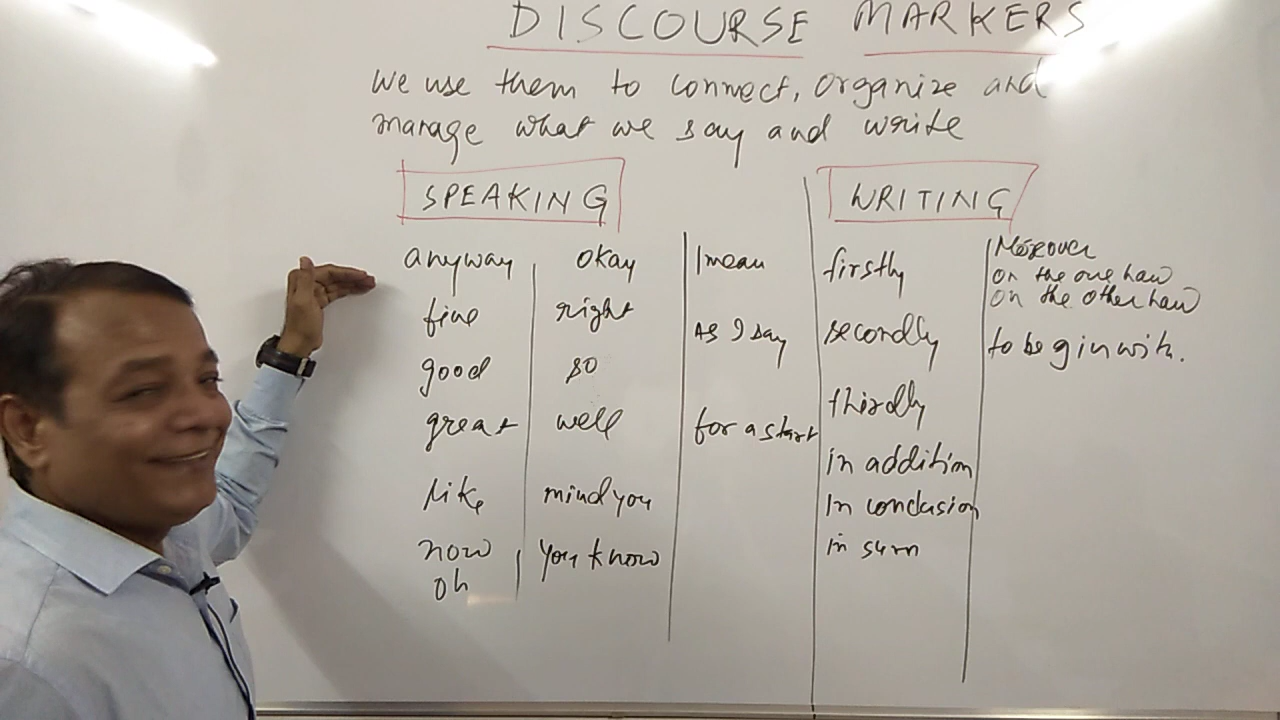 DISCOURSE MARKERS
We use them to connect, organize and
manage what we say and write
SPEAKING
anyway
fine
good
great
like
now
oh
okay
right
so
well
mind you
you know
I mean
As I say
for a start
WRITING
firstly
secondly
thirdly
in addition
In conclusion
in sum
Moreover
on the one hand
on the other hand
to begin with.